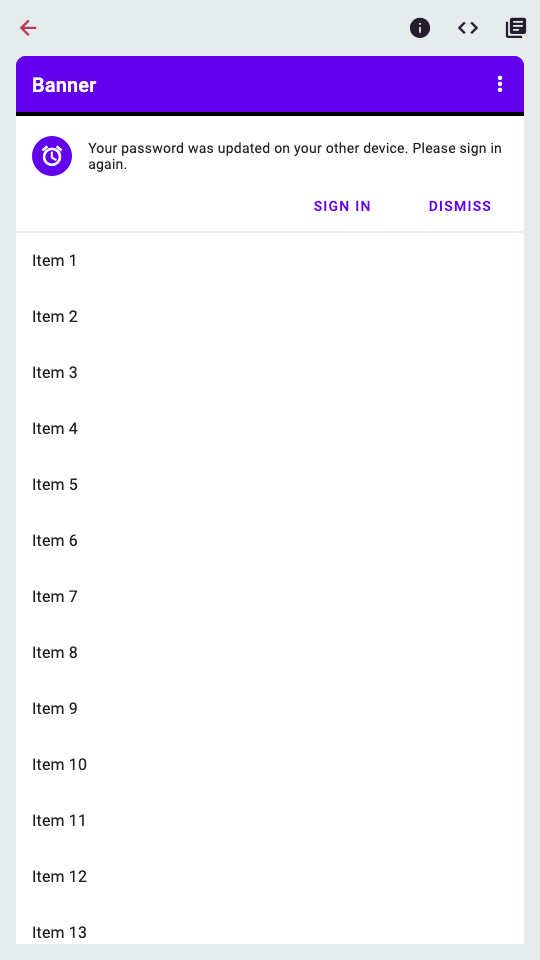 Banner
Your password was updated on your other device. Please sign in
again.
SIGN IN DISMISS
Item 1
Item 2
Item 3
Item 4
Item 5
Item 6
Item 7
Item 8
Item 9
Item 10
Item 11
Item 12
Item 13